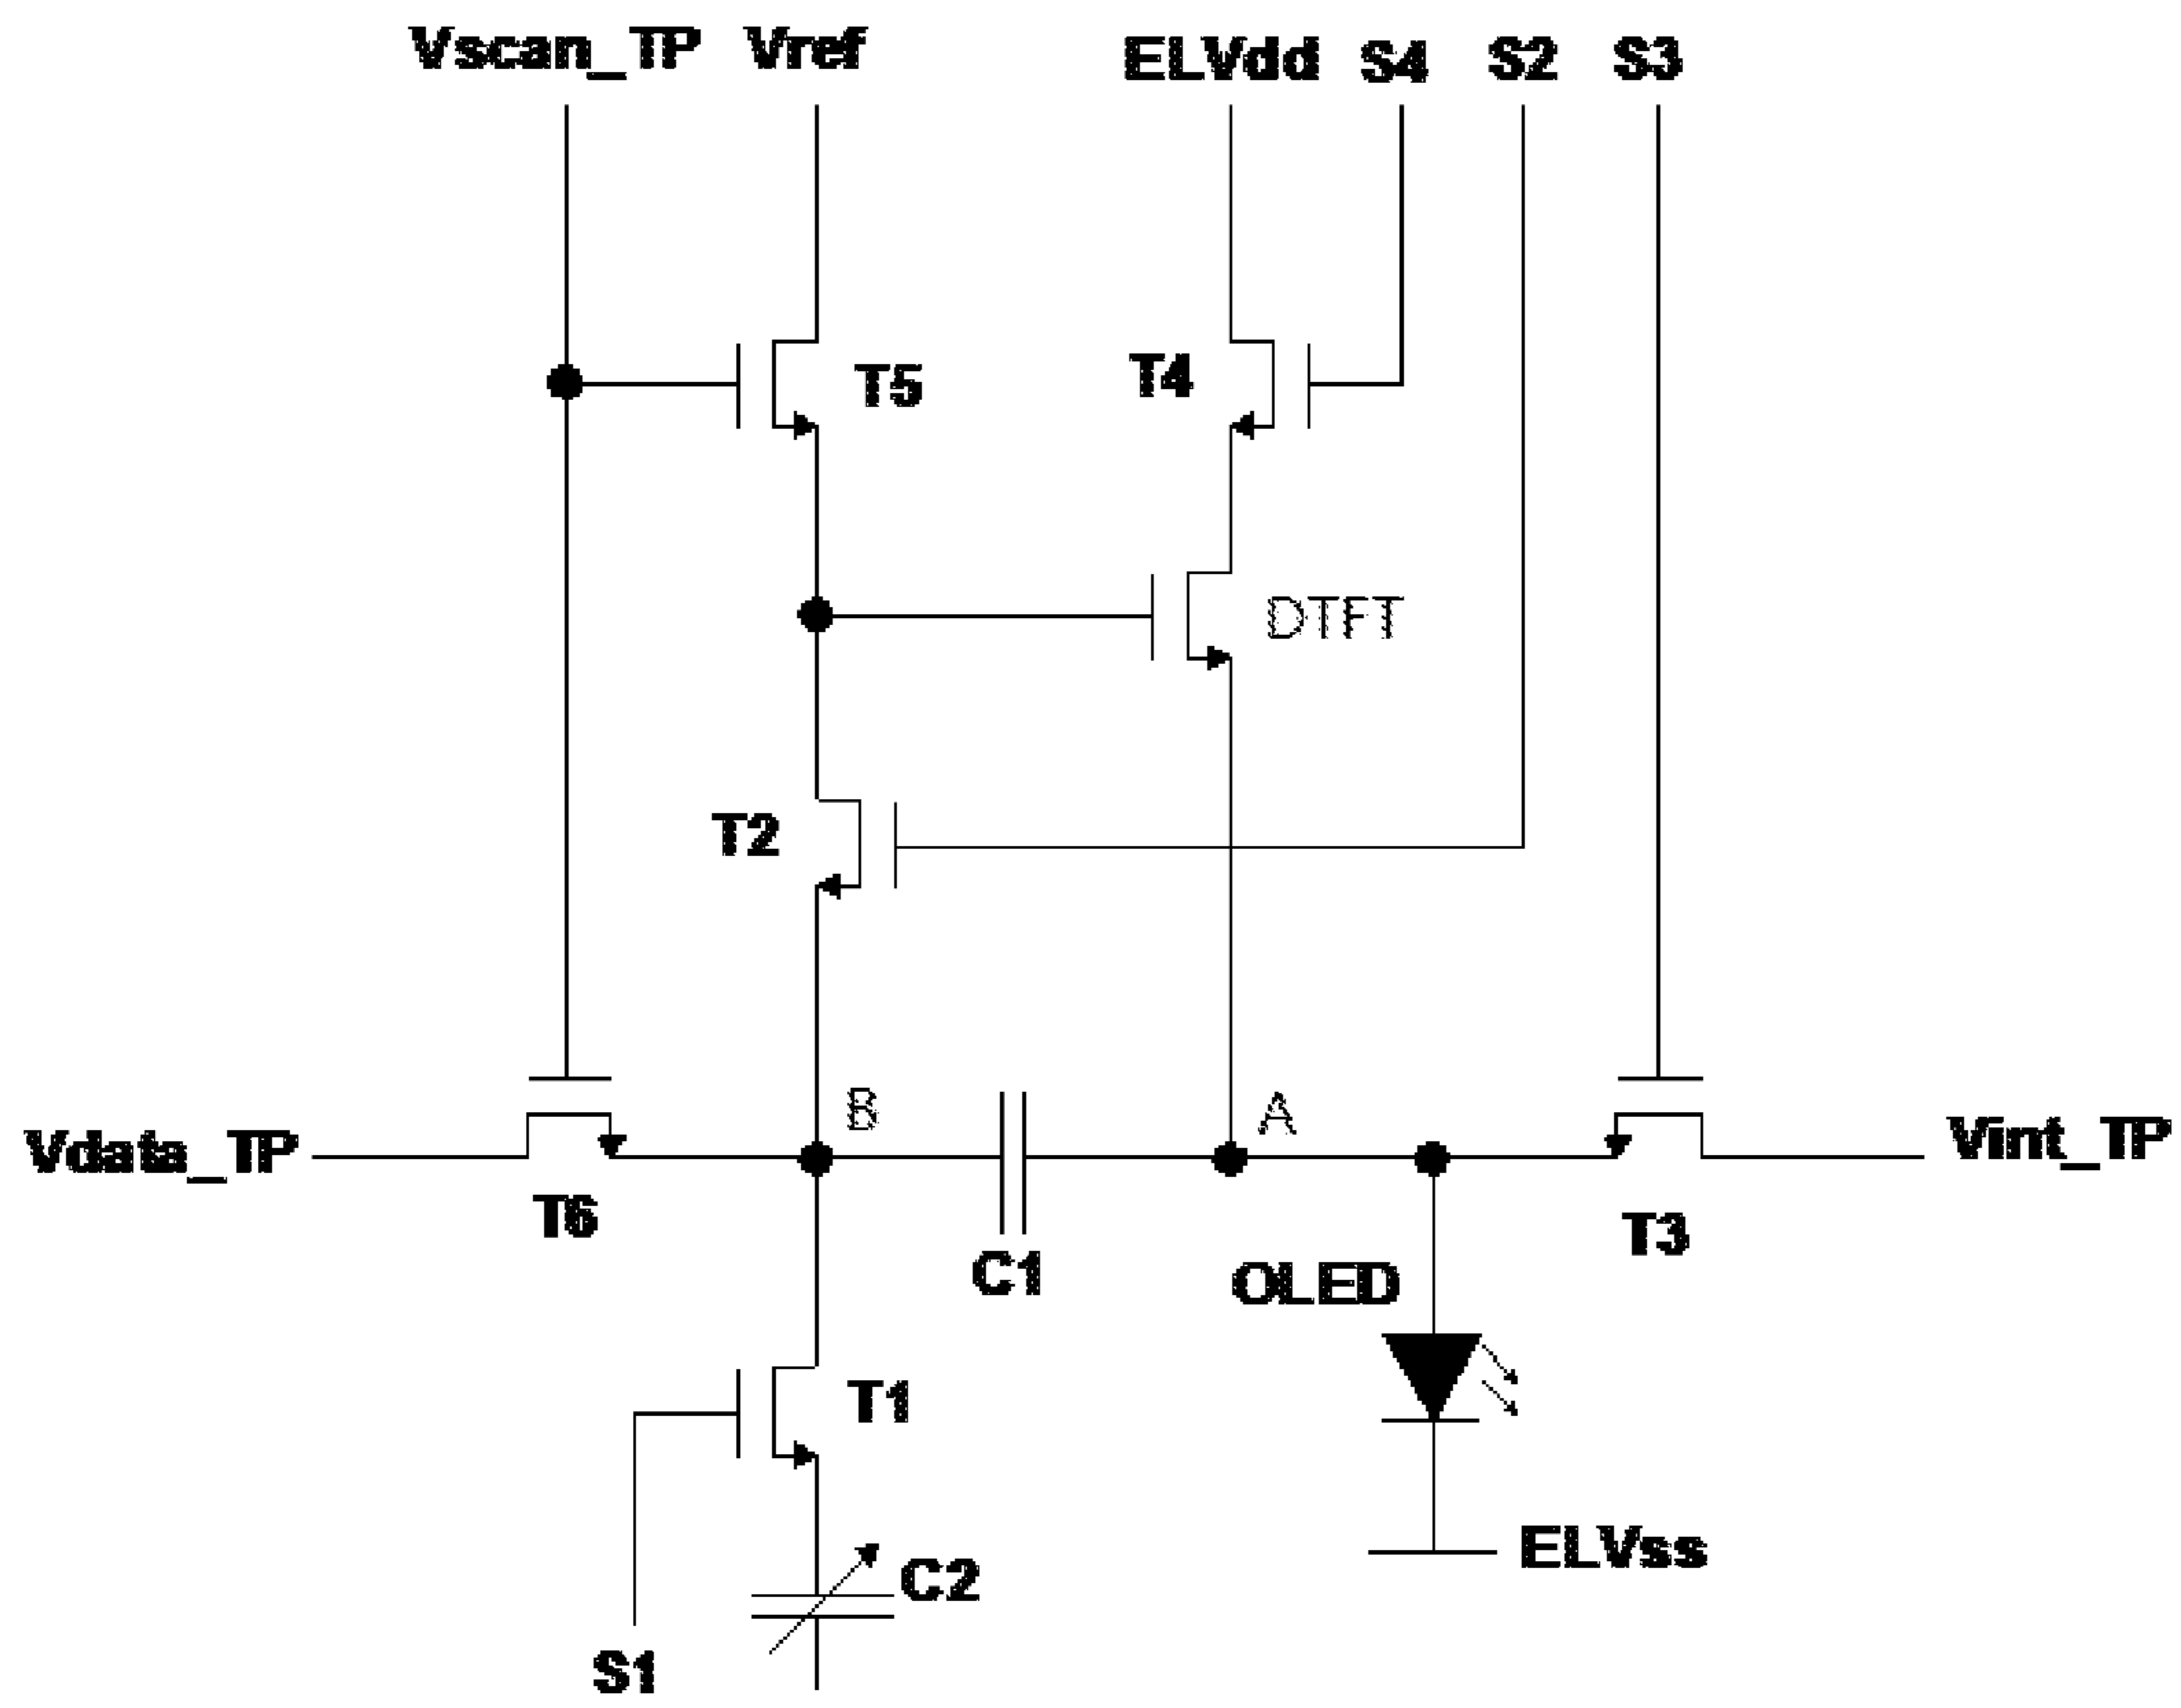 Vscan_TP Vref ELVdd S4 S2 S3
T5 T4
DTFT
T2
B A
Vdata_TP Vint_TP
T6 T3
C1 OLED
T1
ELVss
C2
S1